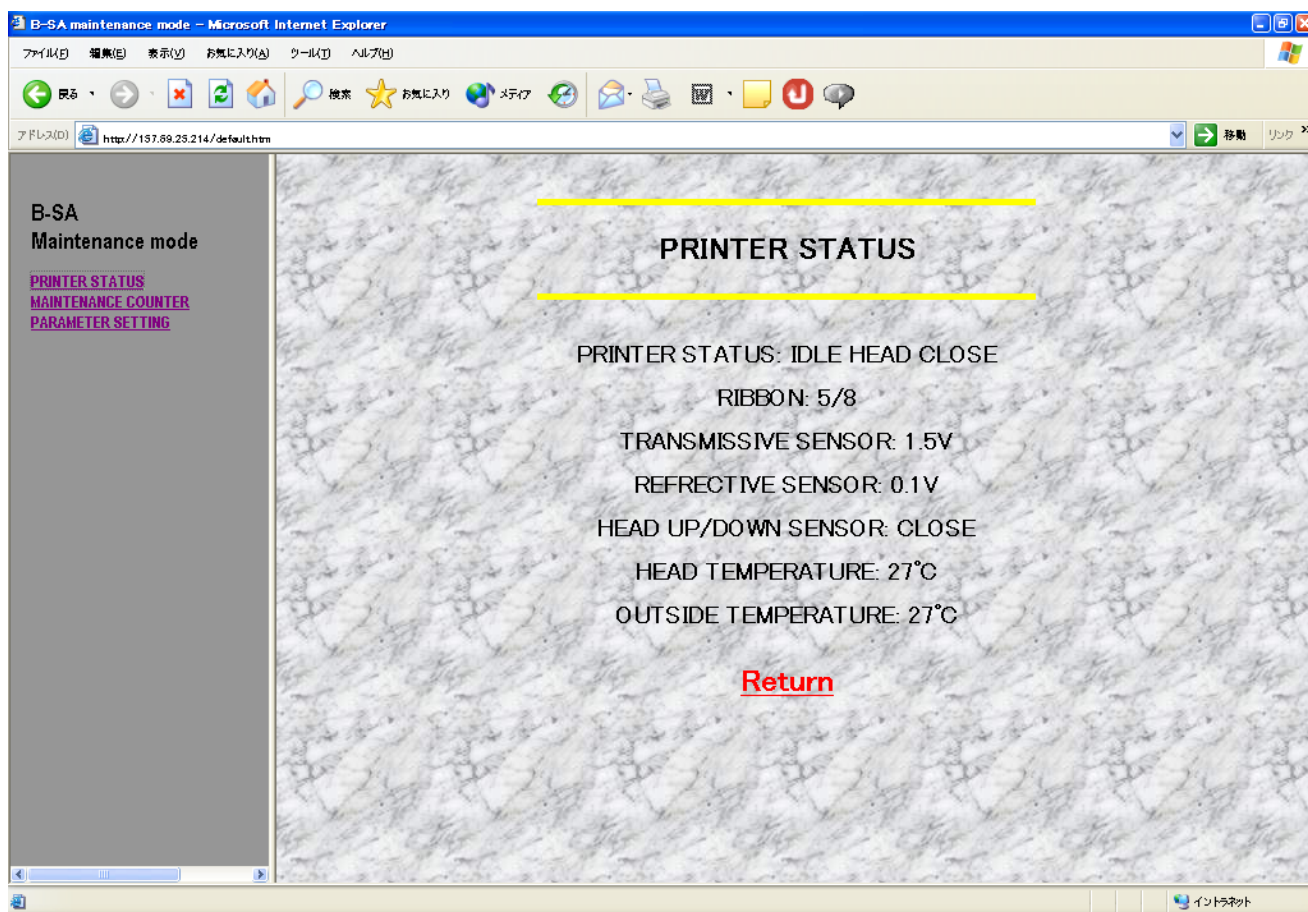 B-SA maintenance mode - Microsoft Internet Explorer
ファイル(F) 編集(E) 表示(V) お気に入り(A) ツール(T) ヘルプ(H)
戻る 検索 お気に入り メディア
アドレス(D) http://157.69.25.214/default.htm 移動 リンク »
B-SA
Maintenance mode
PRINTER STATUS
MAINTENANCE COUNTER
PARAMETER SETTING
PRINTER STATUS
PRINTER STATUS: IDLE HEAD CLOSE
RIBBON: 5/8
TRANSMISSIVE SENSOR: 1.5V
REFRECTIVE SENSOR: 0.1V
HEAD UP/DOWN SENSOR: CLOSE
HEAD TEMPERATURE: 27°C
OUTSIDE TEMPERATURE: 27°C
Return
イントラネット